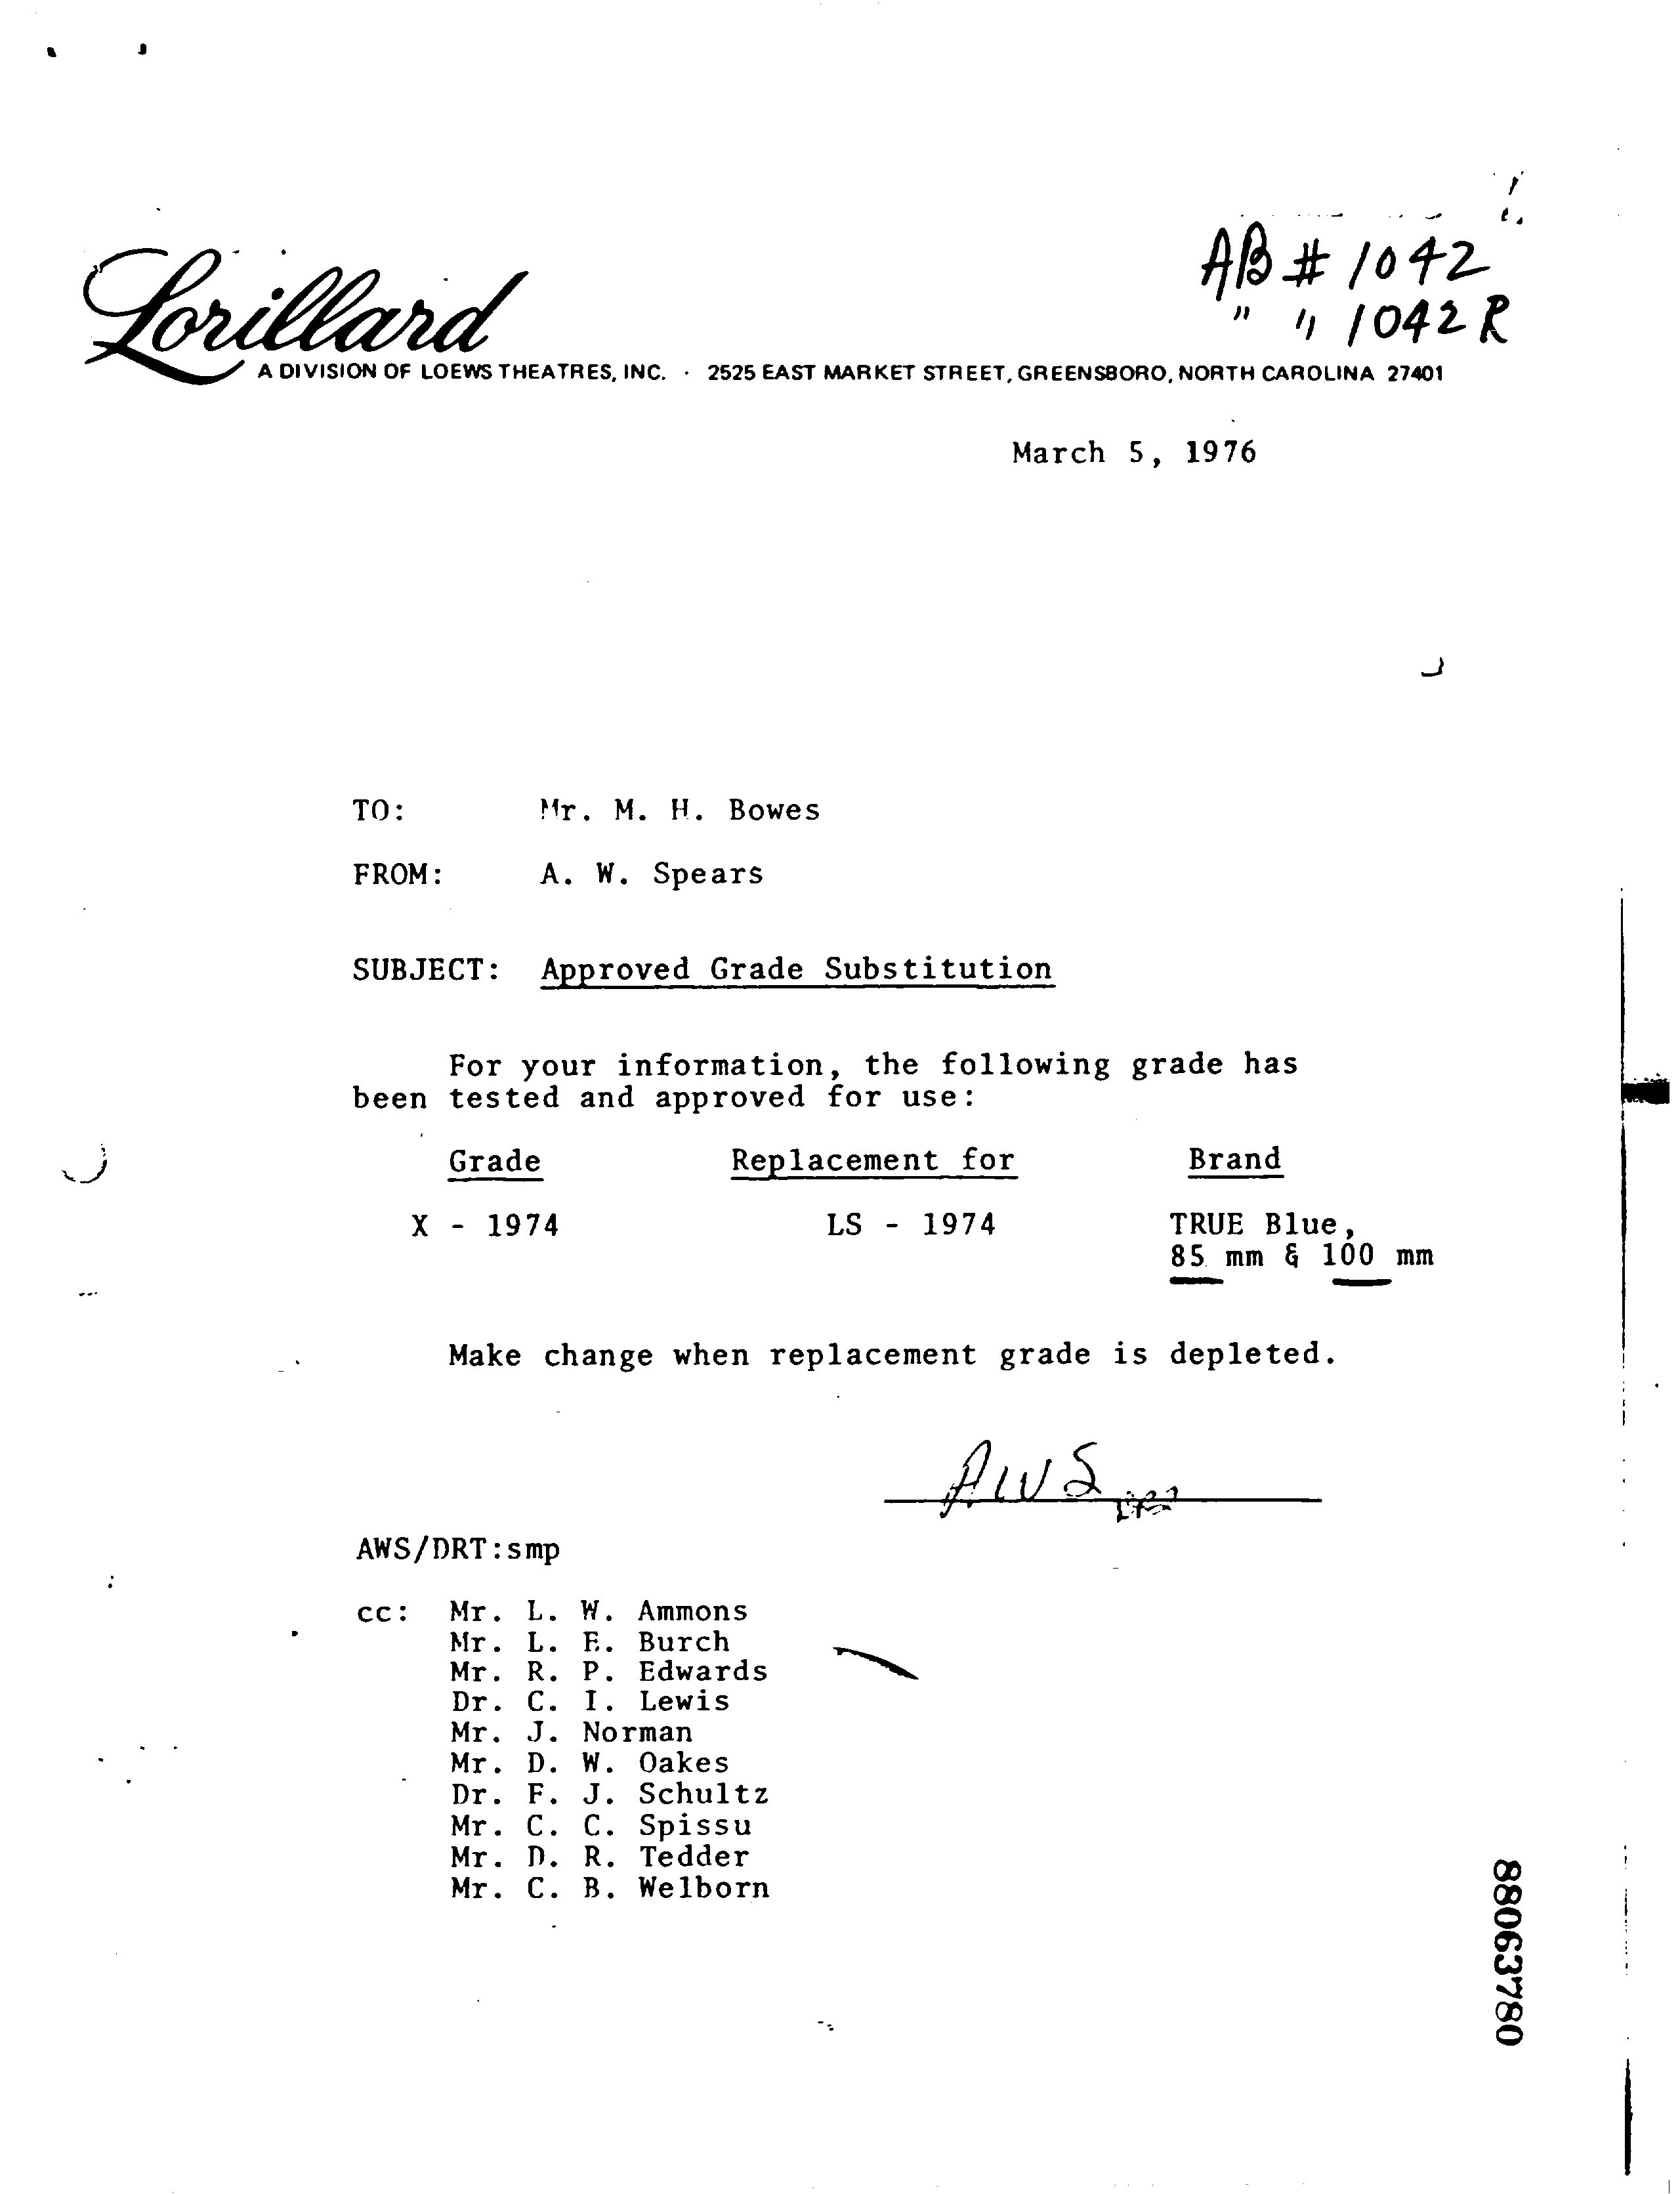 AB # 1042
" " 1042 R
Lorillard
A DIVISION OF LOEWS THEATRES, INC. · 2525 EAST MARKET STREET, GREENSBORO, NORTH CAROLINA 27401
March 5, 1976
TO: Mr. M. H. Bowes
FROM: A. W. Spears
SUBJECT: Approved Grade Substitution
For your information, the following grade has
been tested and approved for use:
Grade Replacement for Brand
X - 1974 LS - 1974 TRUE Blue,
85 mm & 100 mm
Make change when replacement grade is depleted.
AWS
AWS/DRT:smp
cc: Mr. L. W. Ammons
Mr. L. E. Burch
Mr. R. P. Edwards
Dr. C. I. Lewis
Mr. J. Norman
Mr. D. W. Oakes
Dr. F. J. Schultz
Mr. C. C. Spissu
Mr. D. R. Tedder
Mr. C. B. Welborn
88063780